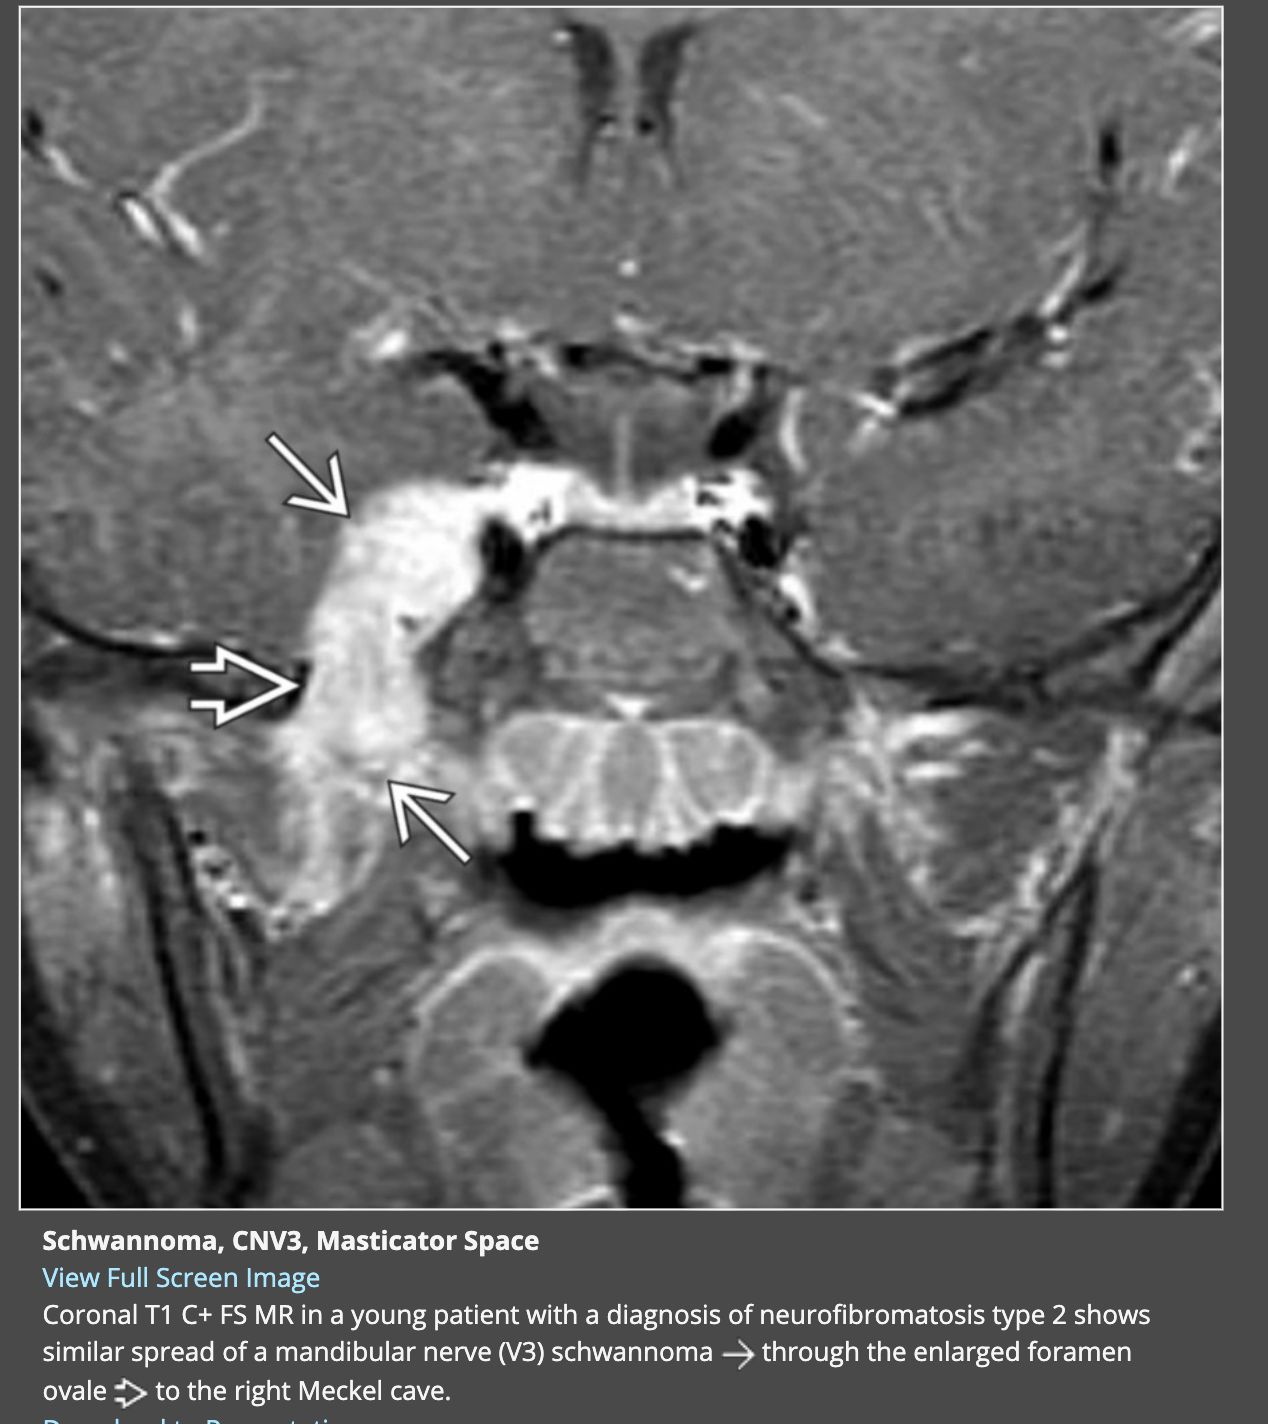 Schwannoma, CNV3, Masticator Space
View Full Screen Image
Coronal T1 C+ FS MR in a young patient with a diagnosis of neurofibromatosis type 2 shows
similar spread of a mandibular nerve (V3) schwannoma through the enlarged foramen
ovale to the right Meckel cave.